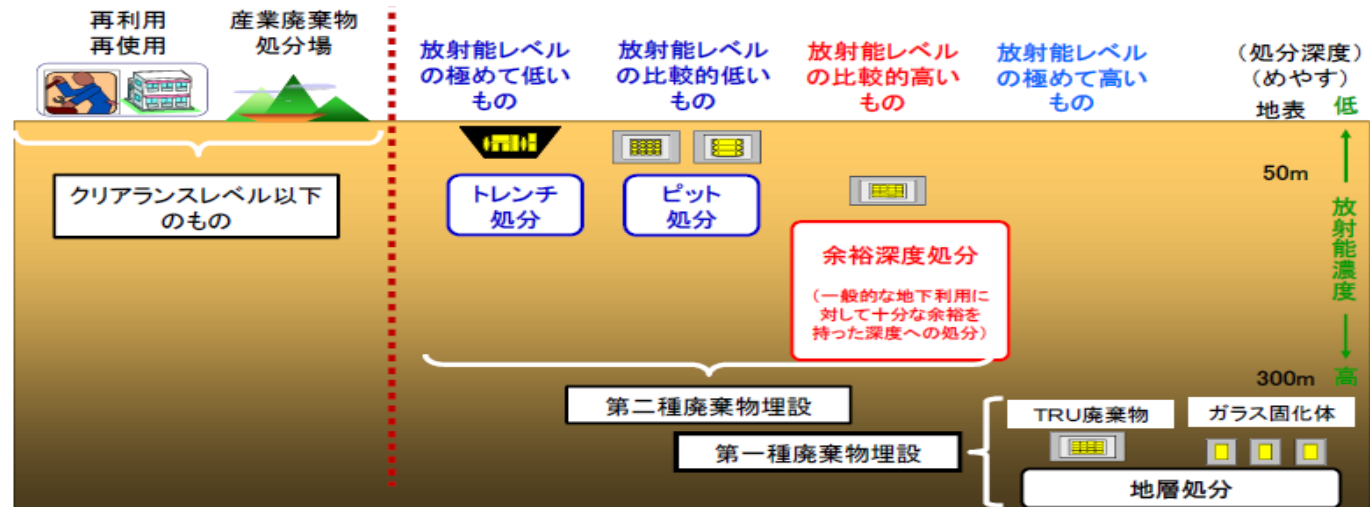 再利用
再使用
産業廃棄物
処分場
放射能レベル
の極めて低い
もの
放射能レベル
の比較的低い
もの
放射能レベル
の比較的高い
もの
放射能レベル
の極めて高い
もの
(処分深度)
(めやす)
地表
低
50m
放射能濃度
クリアランスレベル以下
のもの
トレンチ
処分
ピット
処分
余裕深度処分
(一般的な地下利用に
対して十分な余裕を
持った深度への処分)
300m
高
第二種廃棄物埋設
第一種廃棄物埋設
TRU廃棄物
ガラス固化体
地層処分